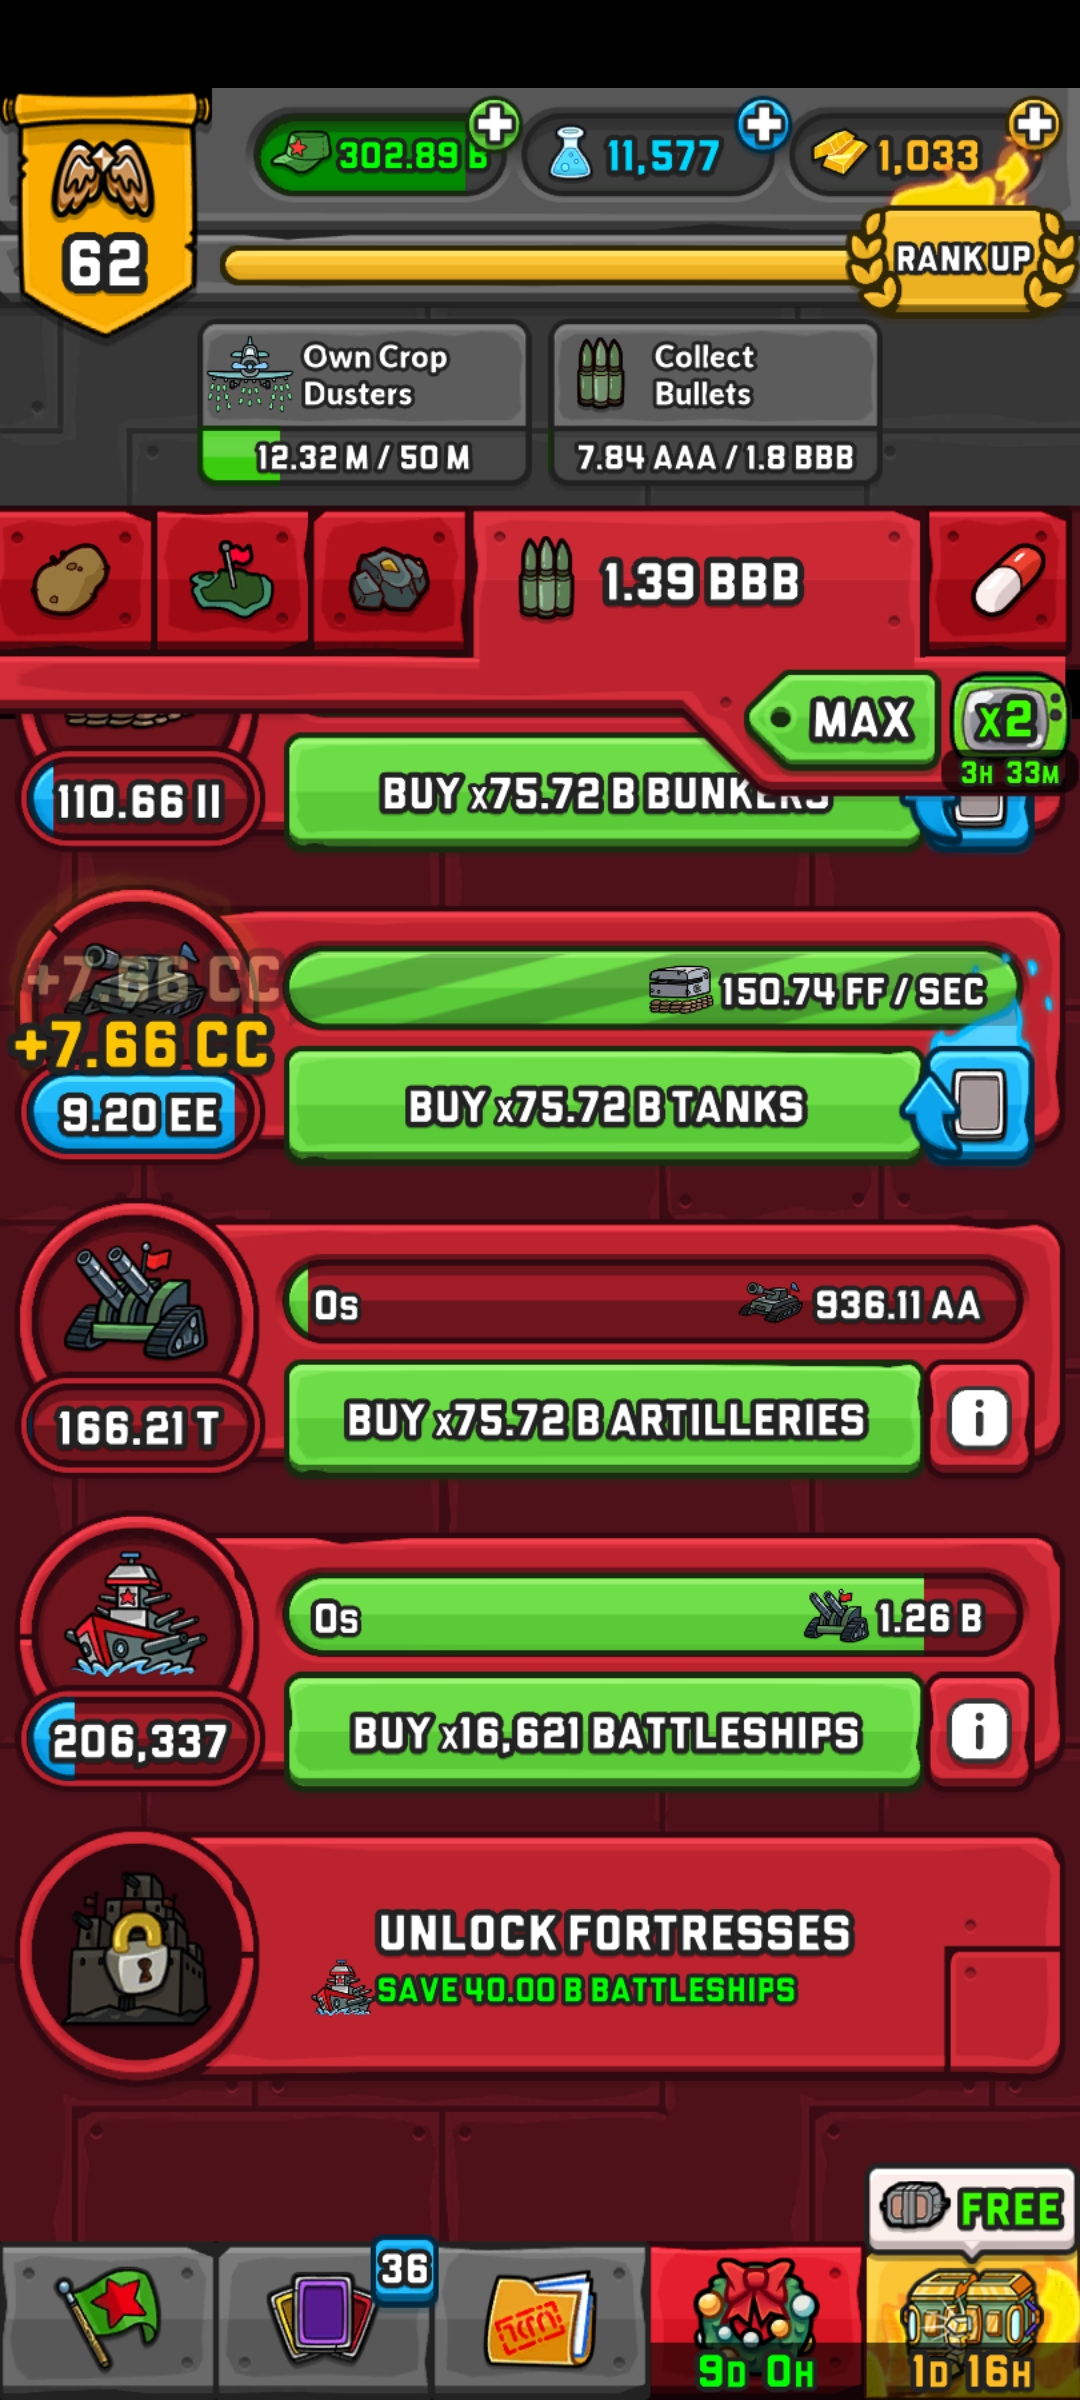 302.89 B
11,577
1,033
62
RANK UP
Own Crop
Dusters
12.32 M / 50 M
Collect
Bullets
7.84 AAA / 1.8 BBB
1.39 BBB
MAX
x2
3H 33M
110.66 II
BUY x75.72 B BUNKERS
+7.66 CC
+7.66 CC
150.74 FF / SEC
9.20 EE
BUY x75.72 B TANKS
0s
936.11 AA
166.21 T
BUY x75.72 B ARTILLERIES
i
0s
1.26 B
206,337
BUY x16,621 BATTLESHIPS
i
UNLOCK FORTRESSES
SAVE 40.00 B BATTLESHIPS
FREE
36
9D 0H
1D 16H